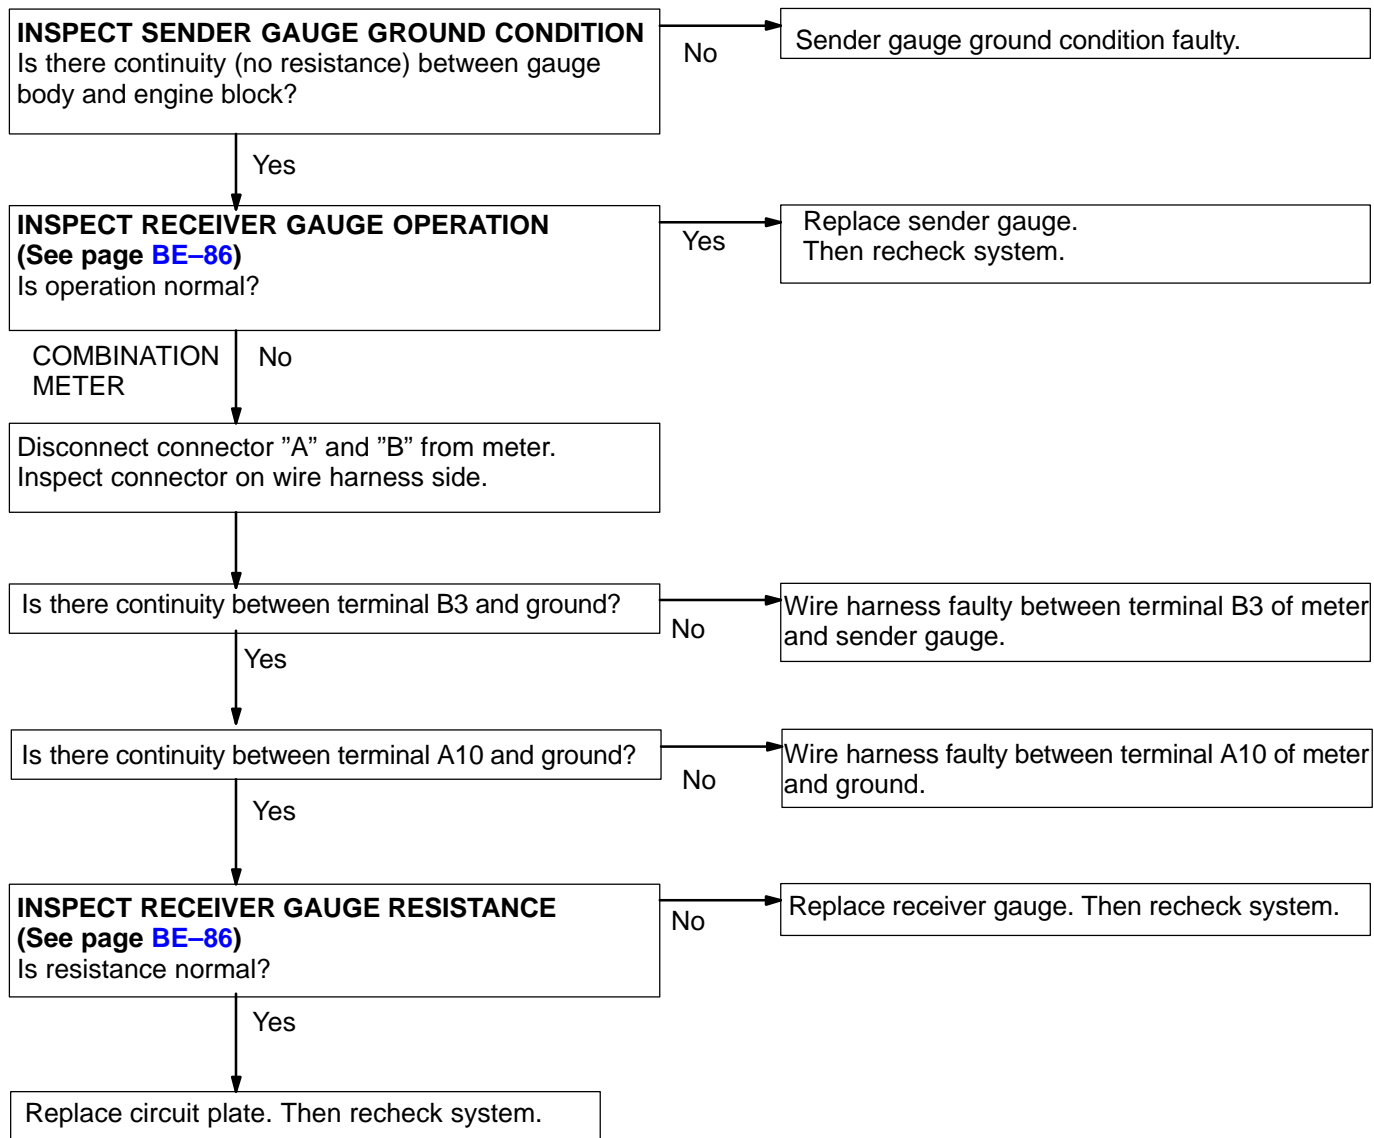 INSPECT SENDER GAUGE GROUND CONDITION
Is there continuity (no resistance) between gauge
body and engine block?
No
Sender gauge ground condition faulty.
Yes
INSPECT RECEIVER GAUGE OPERATION
(See page BE–86)
Is operation normal?
Yes
Replace sender gauge.
Then recheck system.
COMBINATION
METER
No
Disconnect connector ”A” and ”B” from meter.
Inspect connector on wire harness side.
Is there continuity between terminal B3 and ground?
No
Wire harness faulty between terminal B3 of meter
and sender gauge.
Yes
Is there continuity between terminal A10 and ground?
No
Wire harness faulty between terminal A10 of meter
and ground.
Yes
INSPECT RECEIVER GAUGE RESISTANCE
(See page BE–86)
Is resistance normal?
No
Replace receiver gauge. Then recheck system.
Yes
Replace circuit plate. Then recheck system.